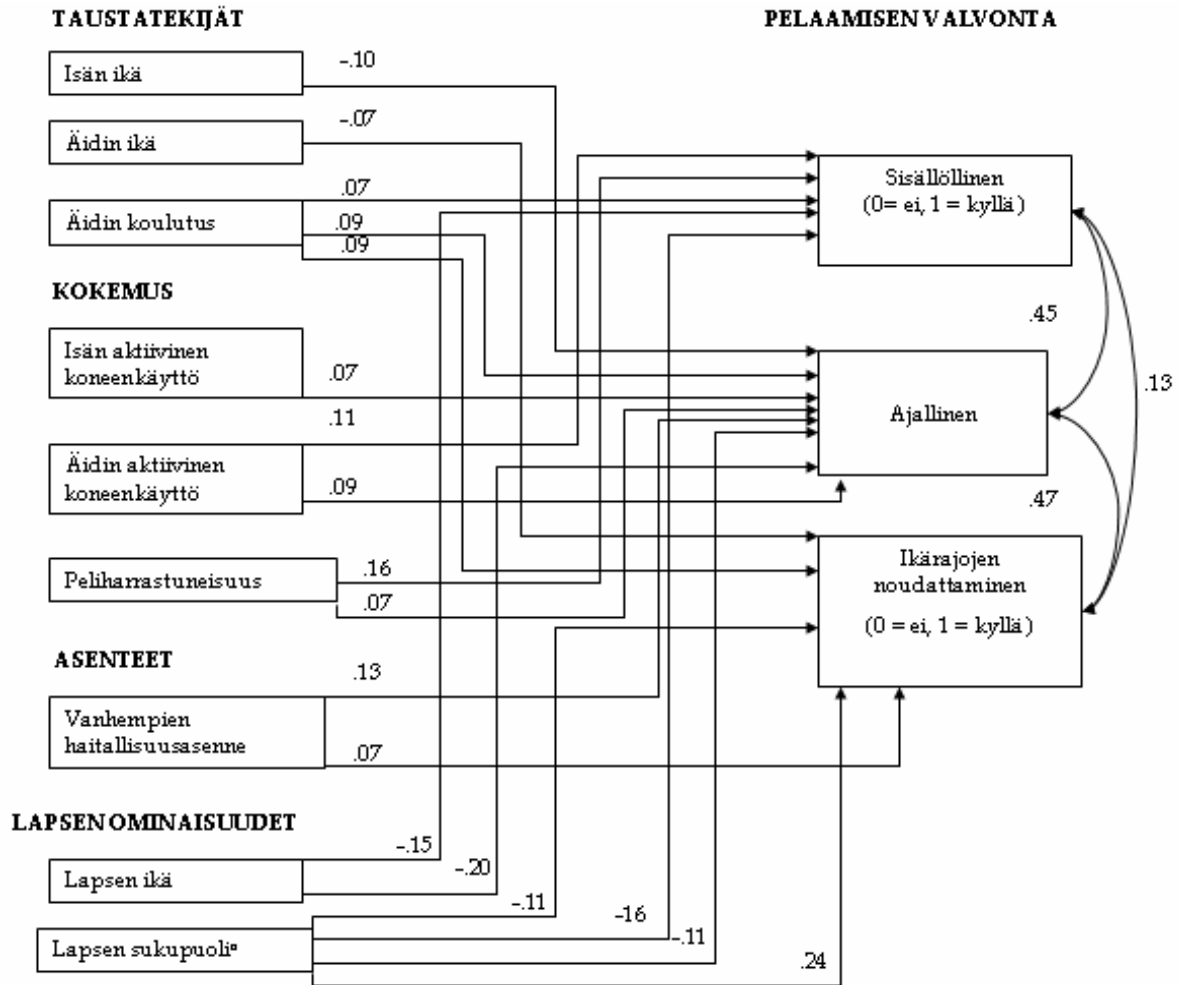 TAUSTATEKIJÄT
PELAAMISEN VALVONTA
Isän ikä
-.10
Äidin ikä
-.07
Äidin koulutus
.07
.09
.09
Sisällöllinen
(0= ei, 1 = kyllä)
KOKEMUS
.45
Isän aktiivinen
koneenkäyttö
.07
.11
Ajallinen
.13
Äidin aktiivinen
koneenkäyttö
.09
.47
Peliharrastuneisuus
.16
.07
Ikärajojen
noudattaminen
(0 = ei, 1 = kyllä)
ASENTEET
.13
Vanhempien
haitallisuusasenne
.07
LAPSEN OMINAISUUDET
-.15
Lapsen ikä
-.20
-.11
-16
-.11
Lapsen sukupuoliª
.24